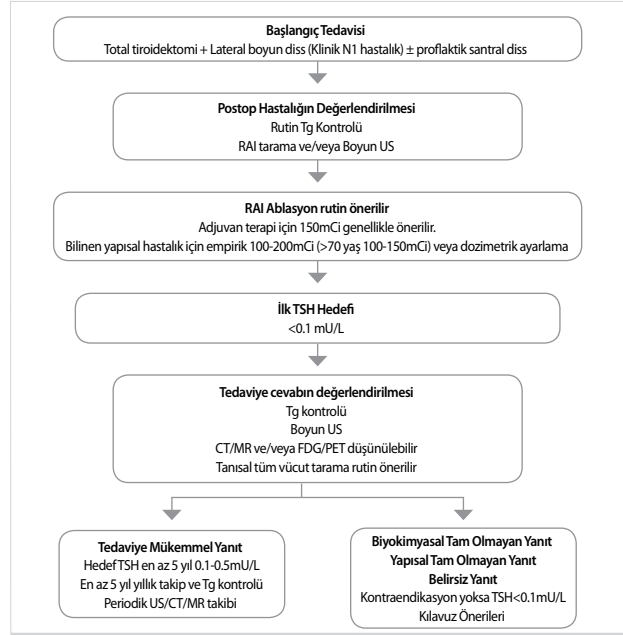 Başlangıç Tedavisi
Total tiroidektomi + Lateral boyun diss (Klinik N1 hastalık) ± proflaktik santral diss
Postop Hastalığın Değerlendirilmesi
Rutin Tg Kontrolü
RAI tarama ve/veya Boyun US
RAI Ablasyon rutin önerilir
Adjuvan terapi için 150mCi genellikle önerilir.
Bilinen yapısal hastalık için empirik 100-200mCi (>70 yaş 100-150mCi) veya dozimetrik ayarlama
İlk TSH Hedefi
<0.1 mU/L
Tedaviye cevabın değerlendirilmesi
Tg kontrolü
Boyun US
CT/MR ve/veya FDG/PET düşünülebilir
Tanısal tüm vücut tarama rutin önerilir
Tedaviye Mükemmel Yanıt
Hedef TSH en az 5 yıl 0.1-0.5mU/L
En az 5 yıl yıllık takip ve Tg kontrolü
Periodik US/CT/MR takibi
Biyokimyasal Tam Olmayan Yanıt
Yapısal Tam Olmayan Yanıt
Belirsiz Yanıt
Kontraendikasyon yoksa TSH<0.1mU/L
Kılavuz Önerileri